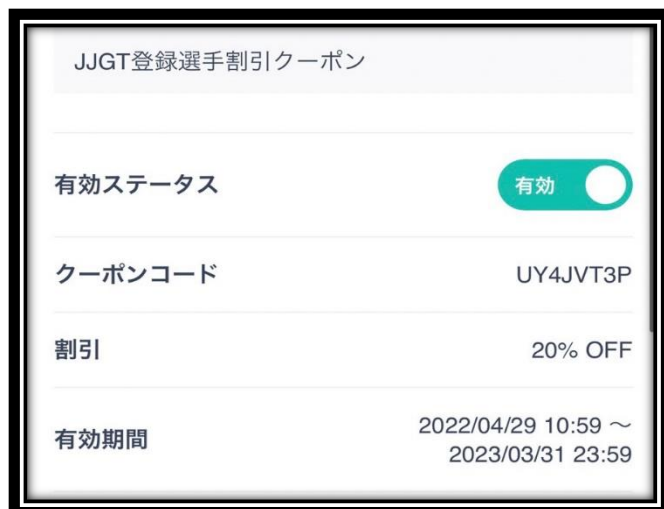 JJGT登録選手割引クーポン
有効ステータス
有効
クーポンコード
UY4JVT3P
割引
20% OFF
有効期間
2022/04/29 10:59 ～
2023/03/31 23:59